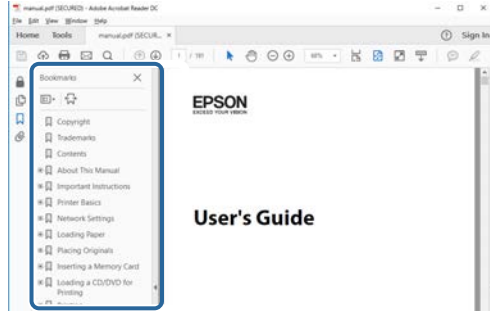 manual.pdf (SECURED) - Adobe Acrobat Reader DC
File Edit View Window Help
Home Tools manual.pdf (SECUR... × Sign In
Bookmarks
Copyright
Trademarks
Contents
About This Manual
Important Instructions
Printer Basics
Network Settings
Loading Paper
Placing Originals
Inserting a Memory Card
Loading a CD/DVD for
Printing
EPSON
EXCEED YOUR VISION
User's Guide